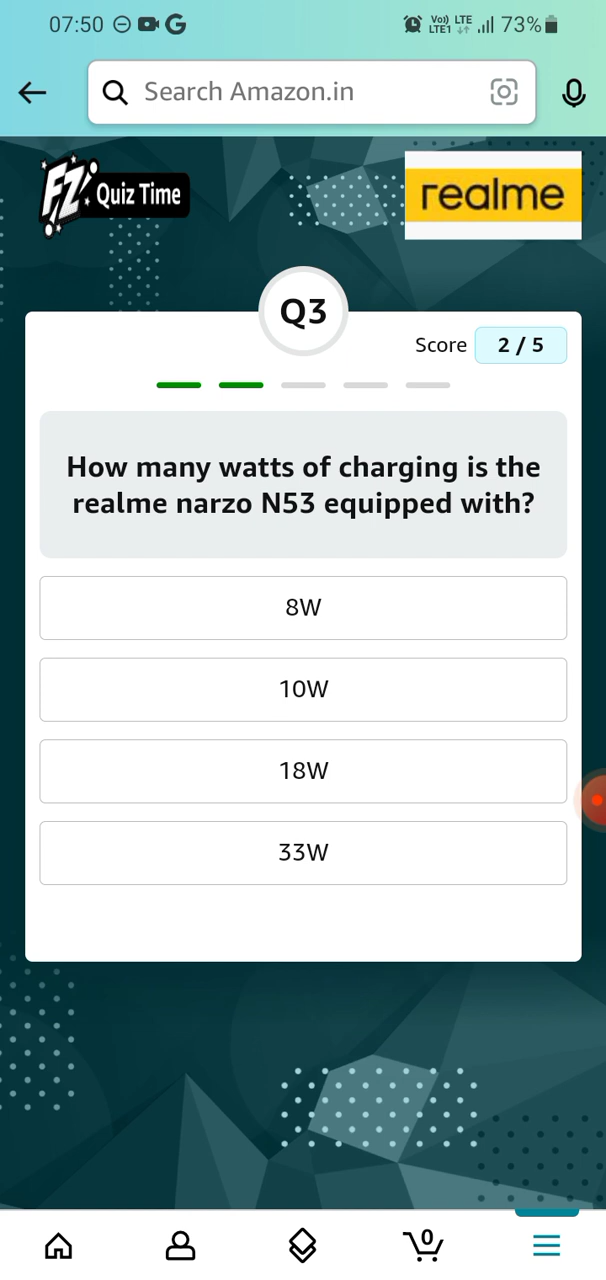 07:50
Vo)) LTE
LTE1
73%
Search Amazon.in
FZ Quiz Time
realme
Q3
Score 2 / 5
How many watts of charging is the
realme narzo N53 equipped with?
8W
10W
18W
33W
0